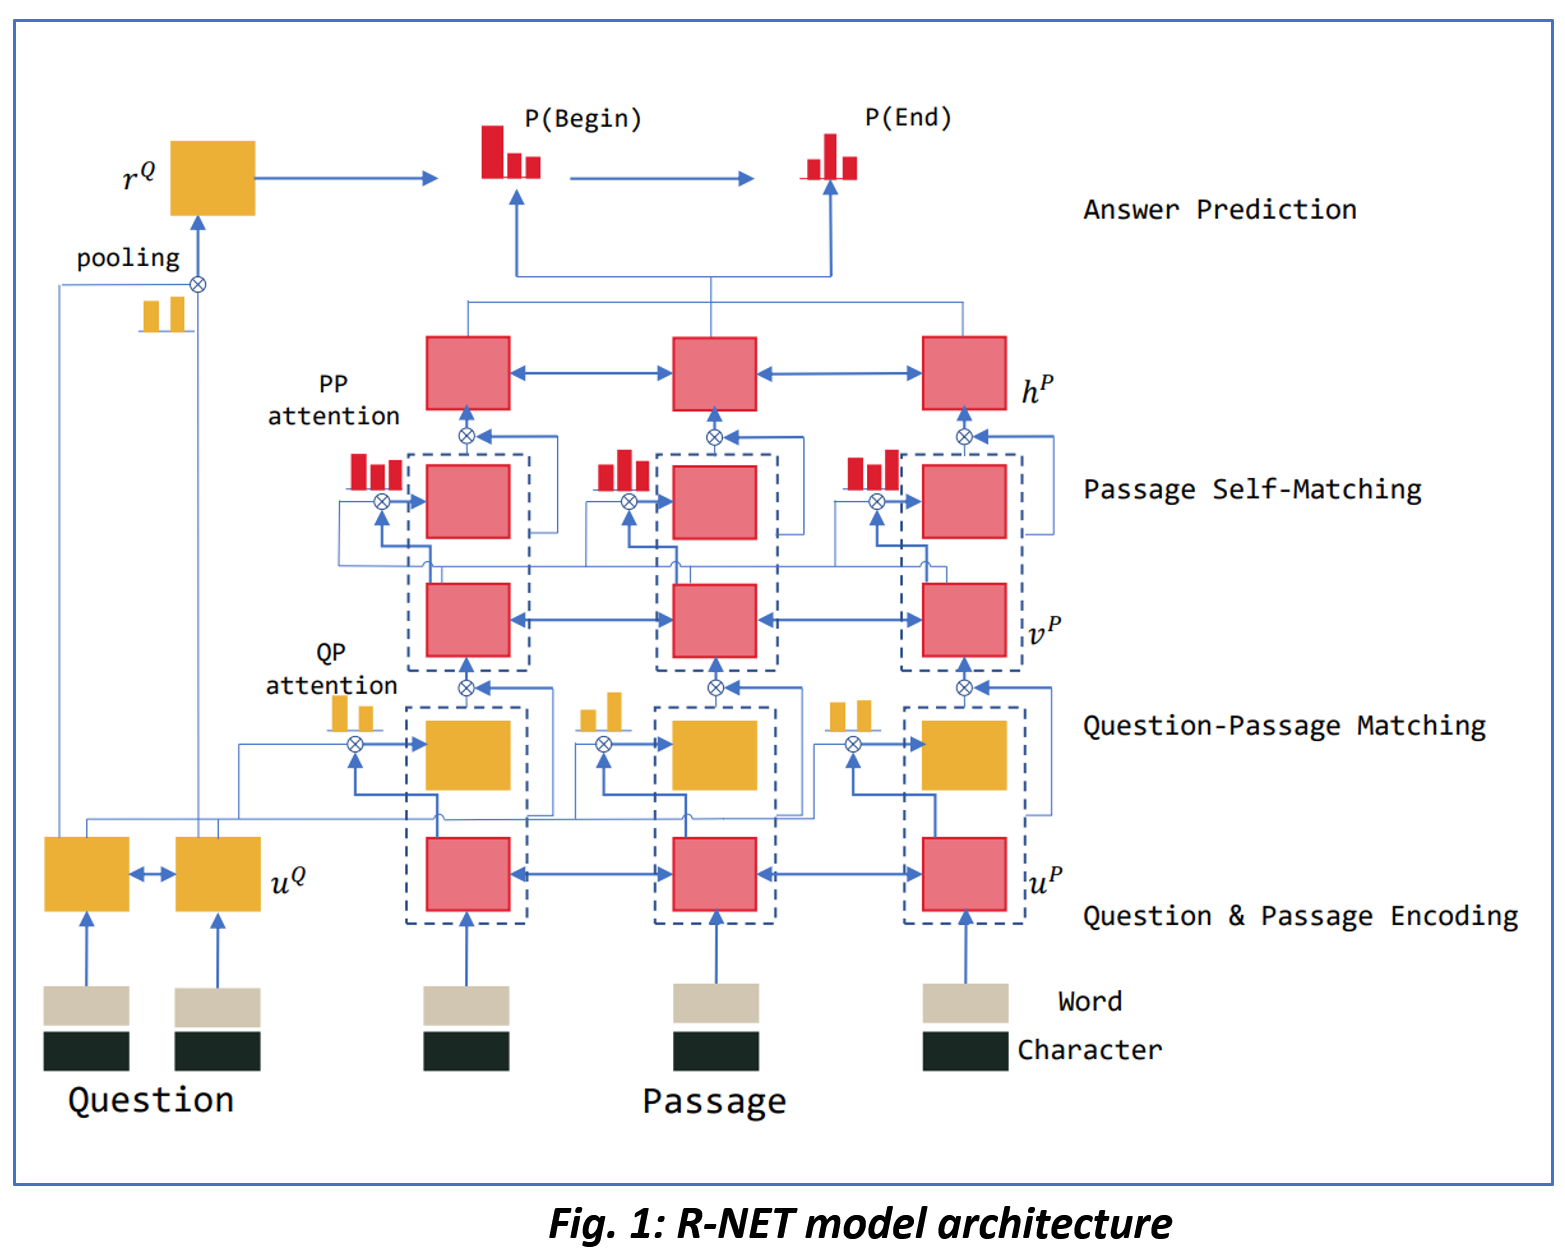 P(Begin)
P(End)
r^Q
Answer Prediction
pooling
PP
attention
h^P
Passage Self-Matching
QP
attention
v^P
Question-Passage Matching
u^Q
u^P
Question & Passage Encoding
Word
Character
Question
Passage
Fig. 1: R-NET model architecture